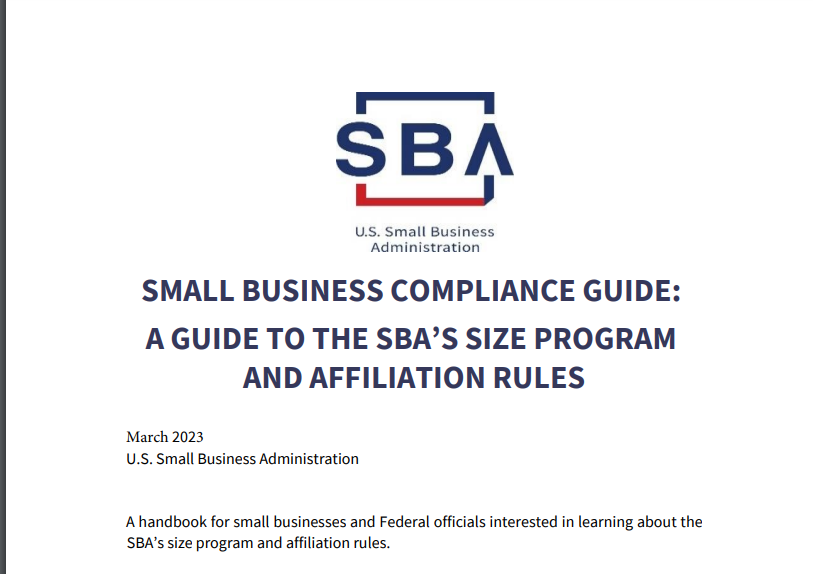 SBA
U.S. Small Business
Administration
SMALL BUSINESS COMPLIANCE GUIDE:
A GUIDE TO THE SBA’S SIZE PROGRAM
AND AFFILIATION RULES
March 2023
U.S. Small Business Administration
A handbook for small businesses and Federal officials interested in learning about the
SBA’s size program and affiliation rules.